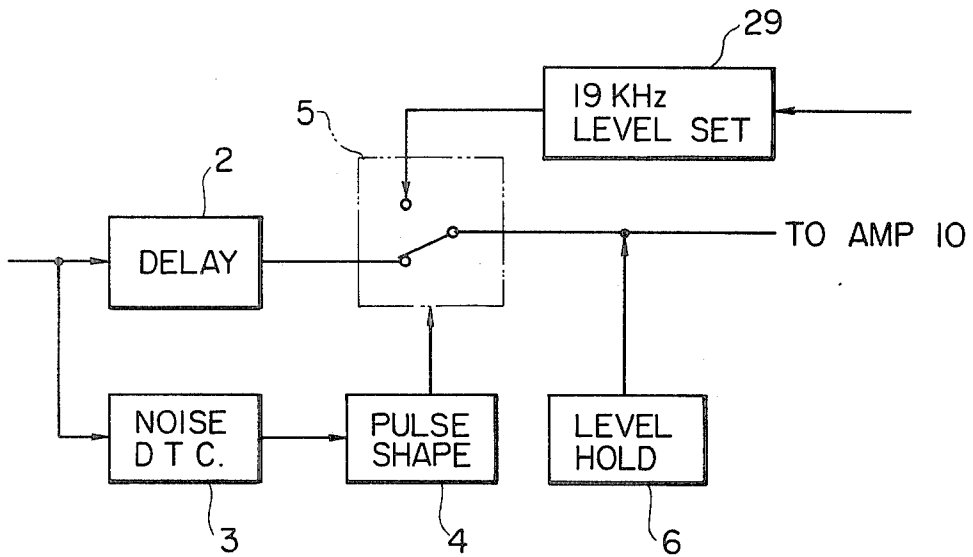 29
19 KHz
LEVEL SET
5
2
DELAY
TO AMP 10
NOISE
D T C.
PULSE
SHAPE
LEVEL
HOLD
3
4
6